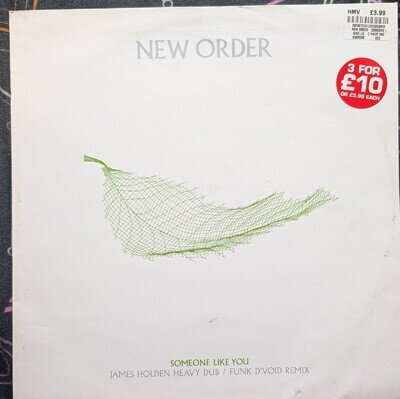 NEW ORDER
HMV £3.99
3 FOR
£10
OR £3.99 EACH
SOMEONE LIKE YOU
JAMES HOLDEN HEAVY DUB / FUNK D'VOID REMIX